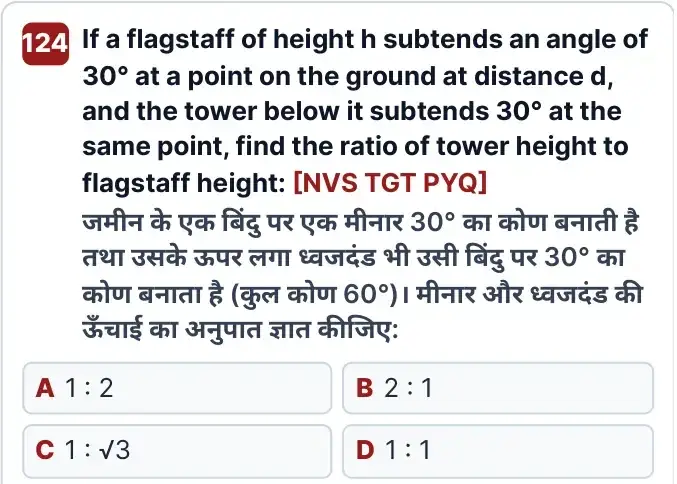 124 If a flagstaff of height h subtends an angle of
30° at a point on the ground at distance d,
and the tower below it subtends 30° at the
same point, find the ratio of tower height to
flagstaff height: [NVS TGT PYQ]
जमीन के एक बिंदु पर एक मीनार 30° का कोण बनाती है
तथा उसके ऊपर लगा ध्वजदंड भी उसी बिंदु पर 30° का
कोण बनाता है (कुल कोण 60°)। मीनार और ध्वजदंड की
ऊँचाई का अनुपात ज्ञात कीजिए:
A 1 : 2
B 2 : 1
C 1 : √3
D 1 : 1